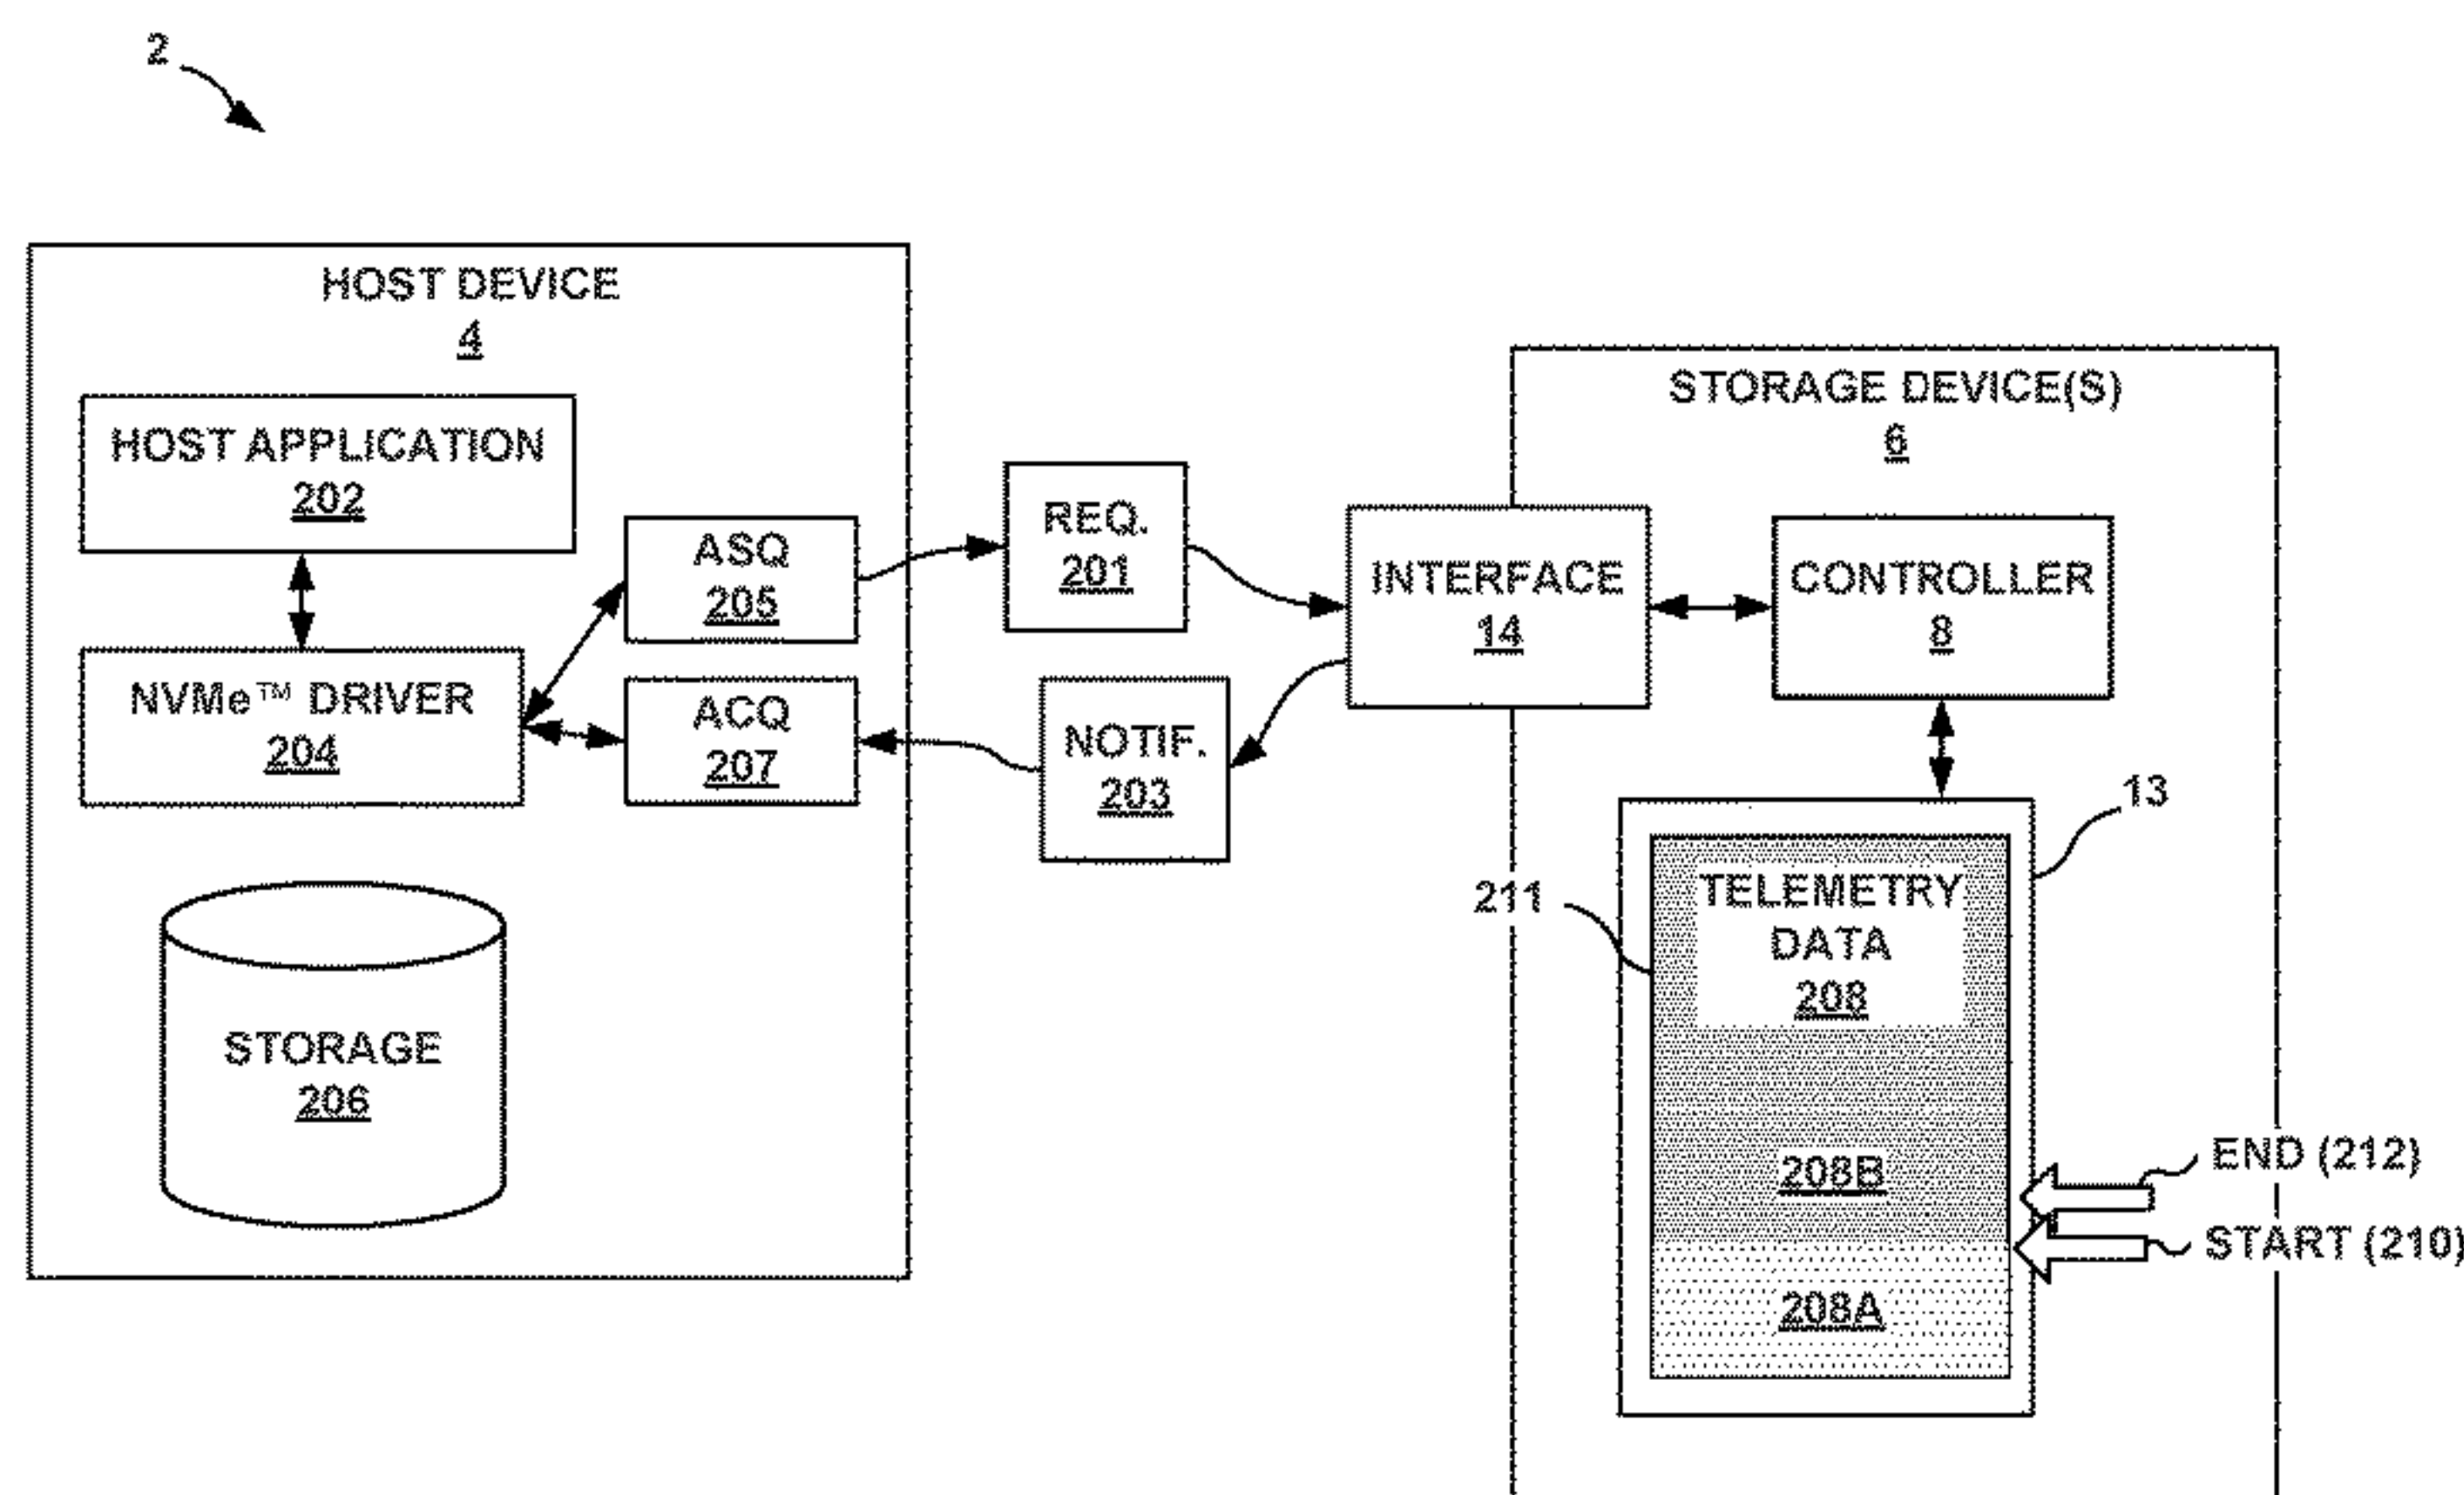 2
HOST DEVICE
4
HOST APPLICATION
202
NVMe™ DRIVER
204
ASQ
205
ACQ
207
STORAGE
206
REQ.
201
NOTIF.
203
STORAGE DEVICE(S)
6
INTERFACE
14
CONTROLLER
8
13
211
TELEMETRY
DATA
208
208B
208A
END (212)
START (210)